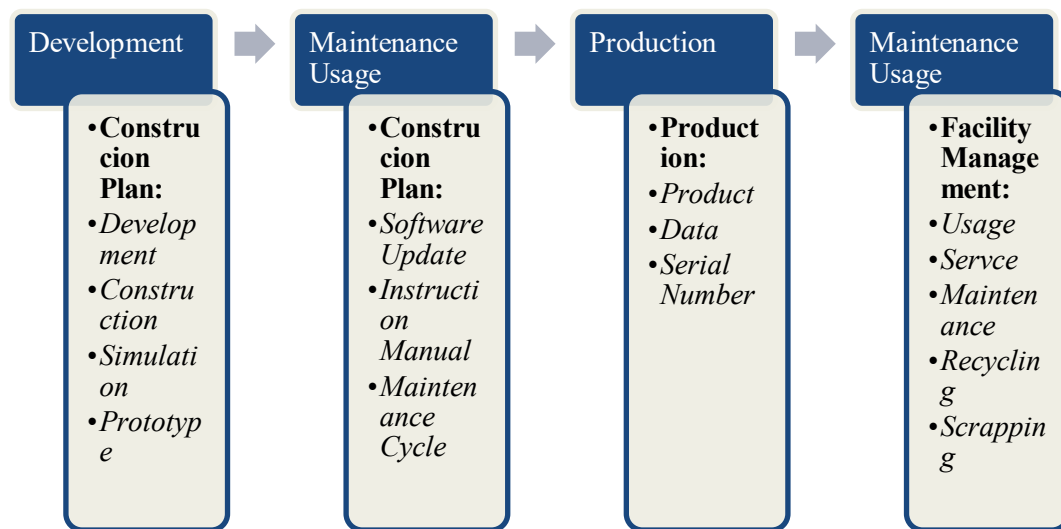 Development
•Constru
cion
Plan:
•Develop
ment
•Constru
ction
•Simulati
on
•Prototyp
e
Maintenance
Usage
•Constru
cion
Plan:
•Software
Update
•Instructi
on
Manual
•Mainten
ance
Cycle
Production
•Product
ion:
•Product
•Data
•Serial
Number
Maintenance
Usage
•Facility
Manage
ment:
•Usage
•Servce
•Mainten
ance
•Recyclin
g
•Scrappin
g